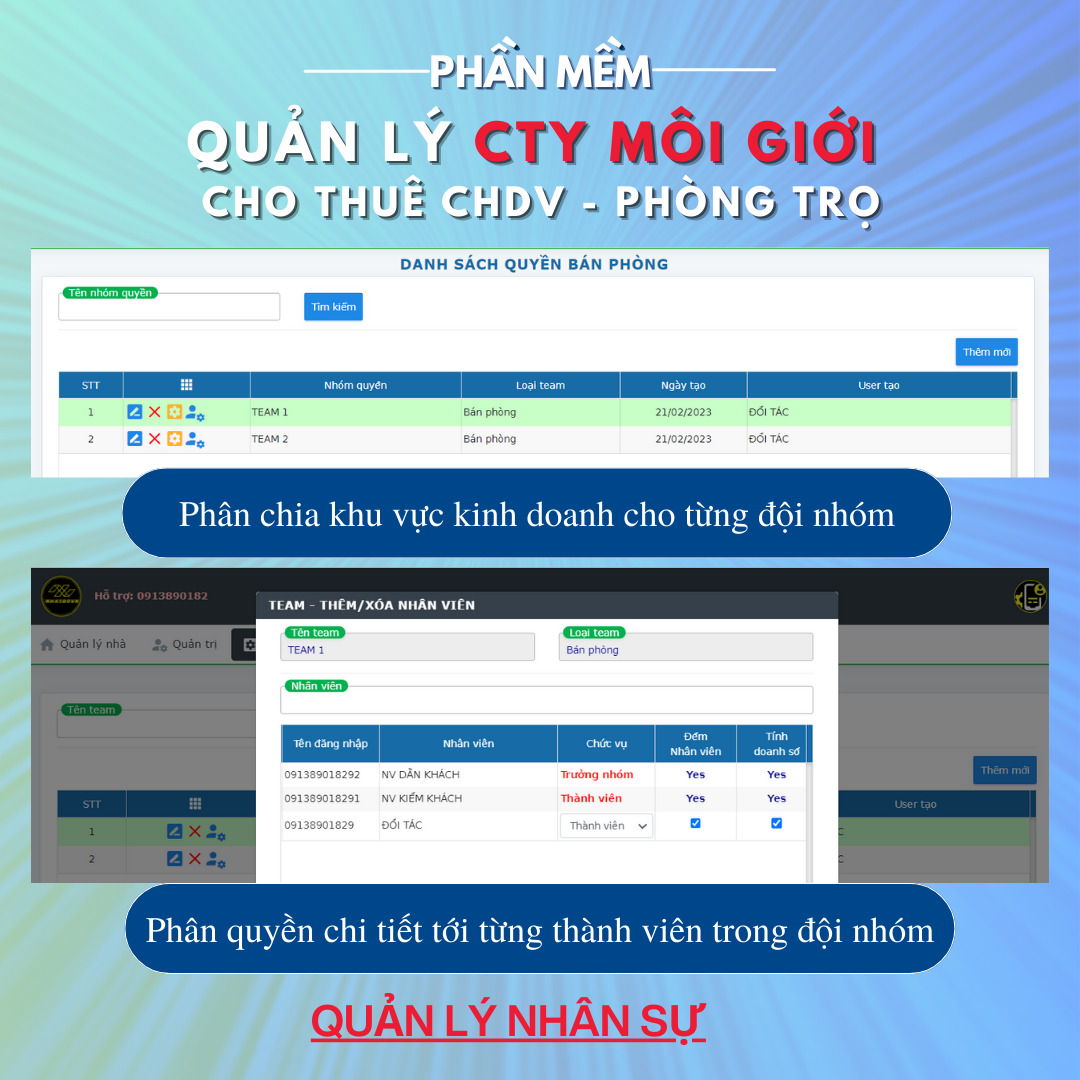 PHẦN MỀM
QUẢN LÝ CTY MÔI GIỚI
CHO THUÊ CHDV - PHÒNG TRỌ
DANH SÁCH QUYỀN BÁN PHÒNG
Tên nhóm quyền
Tìm kiếm
Thêm mới
STT Nhóm quyền Loại team Ngày tạo User tạo
1 TEAM 1 Bán phòng 21/02/2023 ĐỐI TÁC
2 TEAM 2 Bán phòng 21/02/2023 ĐỐI TÁC
Phân chia khu vực kinh doanh cho từng đội nhóm
Hỗ trợ: 0913890182
Quản lý nhà Quản trị
Tên team
Thêm mới
STT User tạo
1 C
2 C
TEAM - THÊM/XÓA NHÂN VIÊN
Tên team Loại team
TEAM 1 Bán phòng
Nhân viên
Tên đăng nhập Nhân viên Chức vụ Đếm Nhân viên Tính doanh số
091389018292 NV DẪN KHÁCH Trưởng nhóm Yes Yes
091389018291 NV KIẾM KHÁCH Thành viên Yes Yes
09138901829 ĐỐI TÁC Thành viên
Phân quyền chi tiết tới từng thành viên trong đội nhóm
QUẢN LÝ NHÂN SỰ